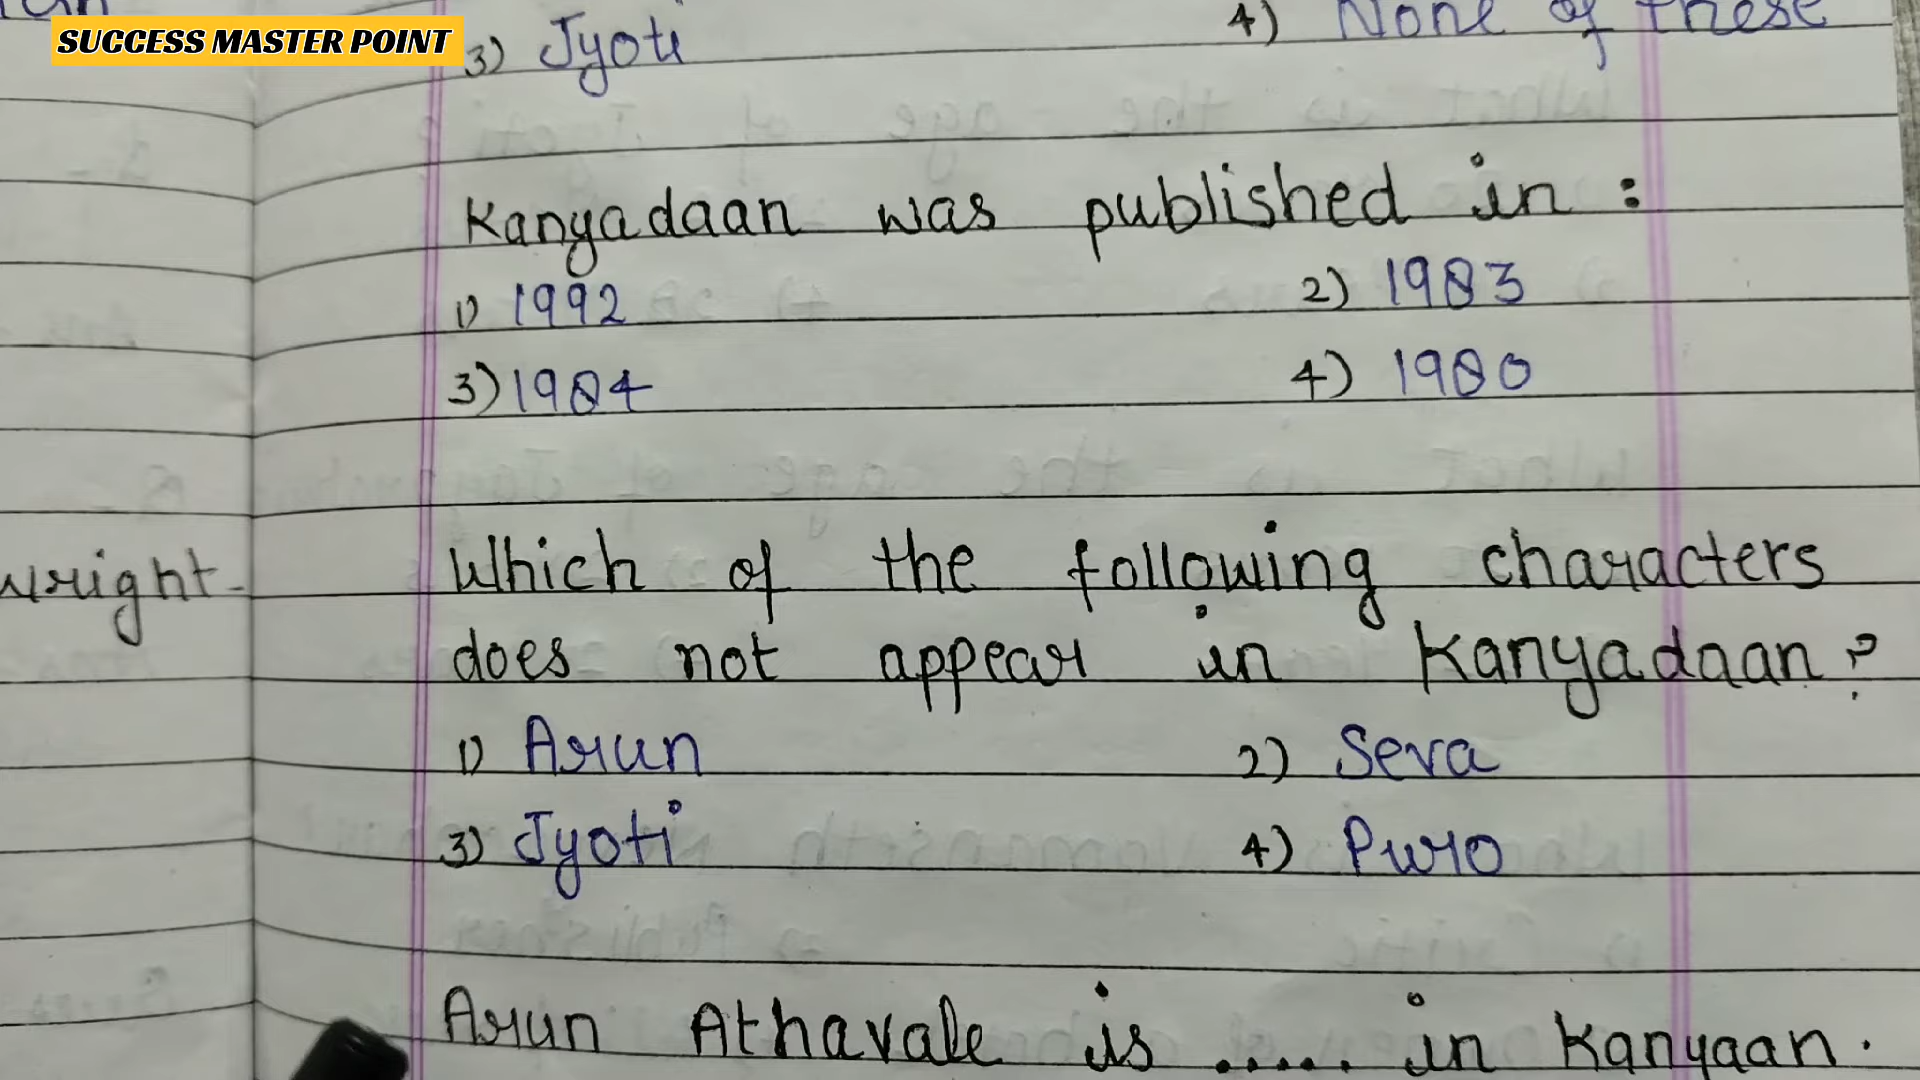 SUCCESS MASTER POINT
3) Jyoti 4) None of these
Kanyadaan was published in :
1) 1992 2) 1983
3) 1984 4) 1980
wright - Which of the following characters
does not appear in Kanyadaan ?
1) Arun 2) Seva
3) Jyoti 4) Puro
Arun Athavale is ..... in Kanyaan.